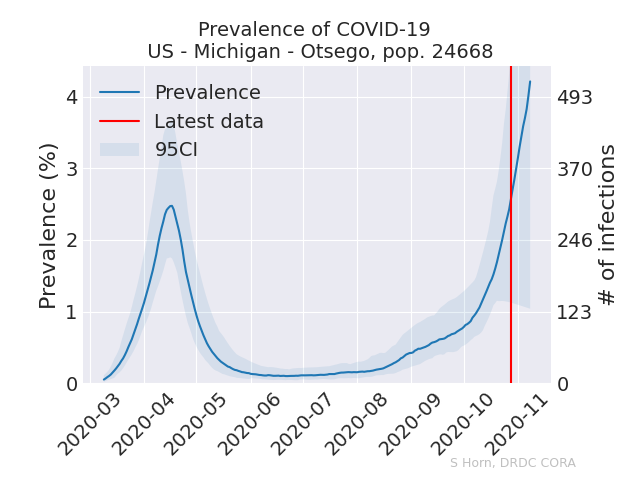 Prevalence of COVID-19
US - Michigan - Otsego, pop. 24668
Prevalence
Latest data
95CI
Prevalence (%)
4
3
2
1
0
# of infections
493
370
246
123
0
2020-03
2020-04
2020-05
2020-06
2020-07
2020-08
2020-09
2020-10
2020-11
S Horn, DRDC CORA